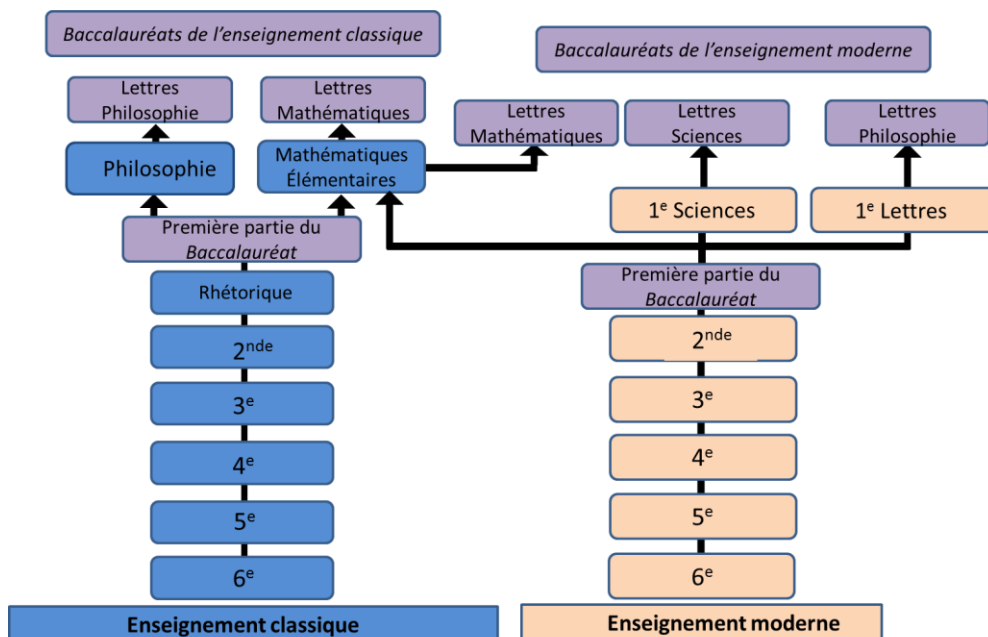 Baccalauréats de l'enseignement classique
Baccalauréats de l'enseignement moderne
Lettres
Philosophie
Lettres
Mathématiques
Lettres
Mathématiques
Lettres
Sciences
Lettres
Philosophie
Philosophie
Mathématiques
Élémentaires
1e Sciences
1e Lettres
Première partie du
Baccalauréat
Rhétorique
2nde
3e
4e
5e
6e
Enseignement classique
Première partie du
Baccalauréat
2nde
3e
4e
5e
6e
Enseignement moderne